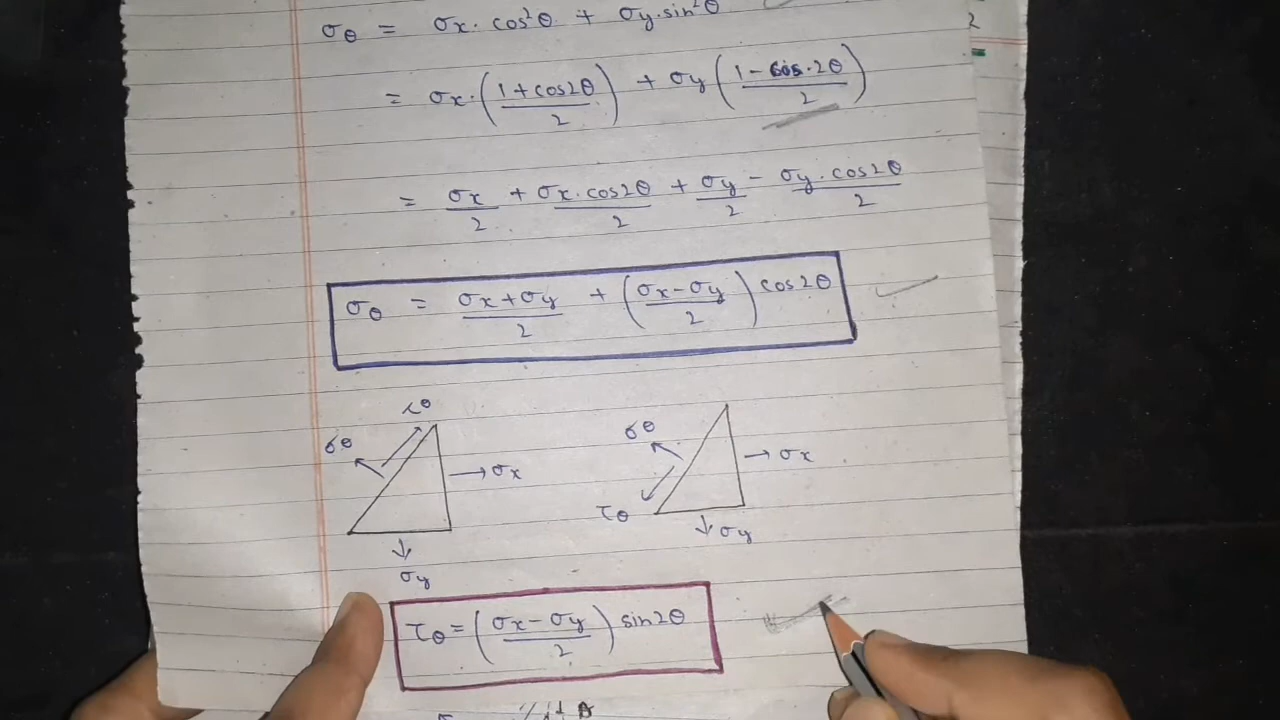 σθ = σx · cos²θ + σy · sin²θ
2
= σx · (1 + cos2θ / 2) + σy (1 - cos · 2θ / 2)
= σx / 2 + σx · cos2θ / 2 + σy / 2 - σy · cos2θ / 2
σθ = σx + σy / 2 + (σx - σy / 2) cos2θ
τθ
σθ σθ
σx σx
τθ
σy
σy
τθ = (σx - σy / 2) sin2θ